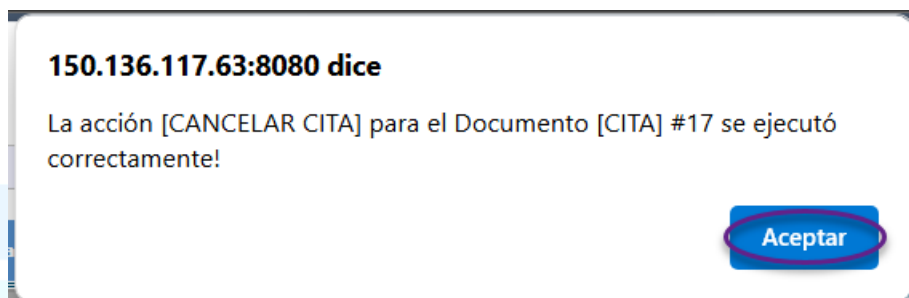 150.136.117.63:8080 dice
La acción [CANCELAR CITA] para el Documento [CITA] #17 se ejecutó
correctamente!
Aceptar